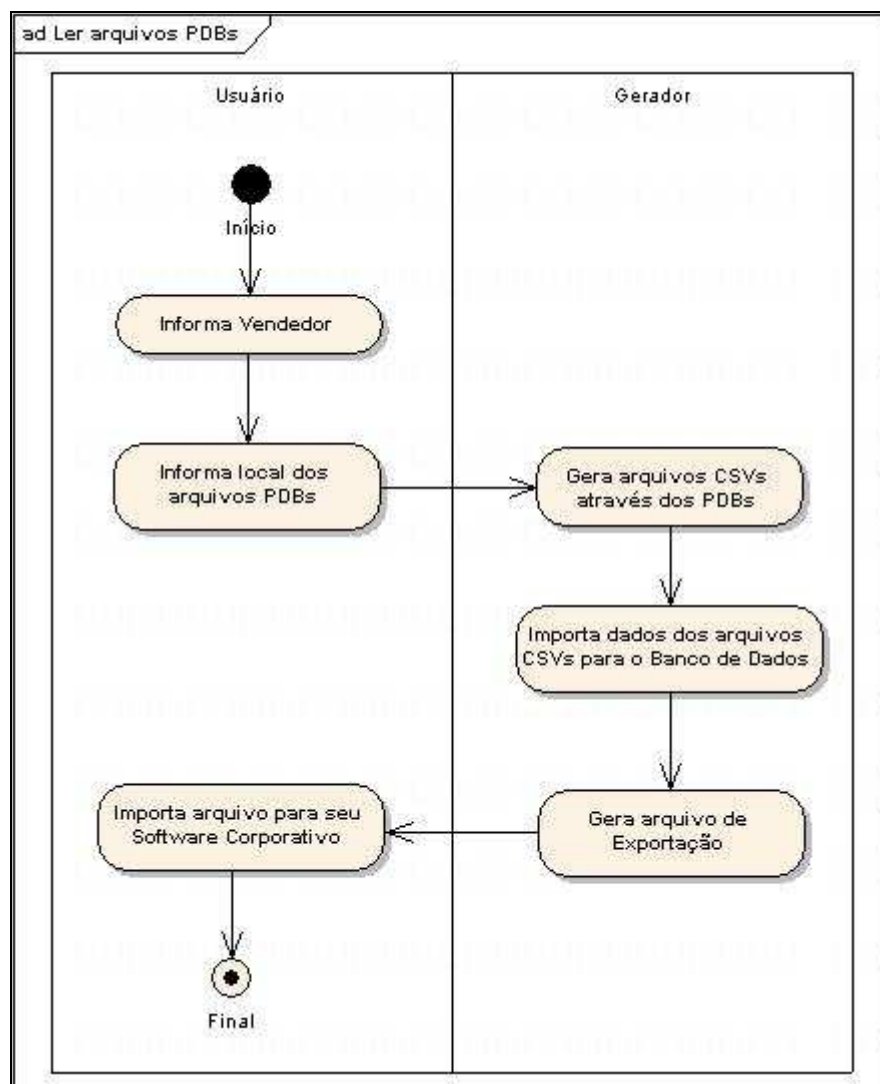 ad Ler arquivos PDBs
Usuário
Gerador
Início
Informa Vendedor
Informa local dos
arquivos PDBs
Gera arquivos CSVs
através dos PDBs
Importa dados dos arquivos
CSVs para o Banco de Dados
Importa arquivo para seu
Software Corporativo
Gera arquivo de
Exportação
Final